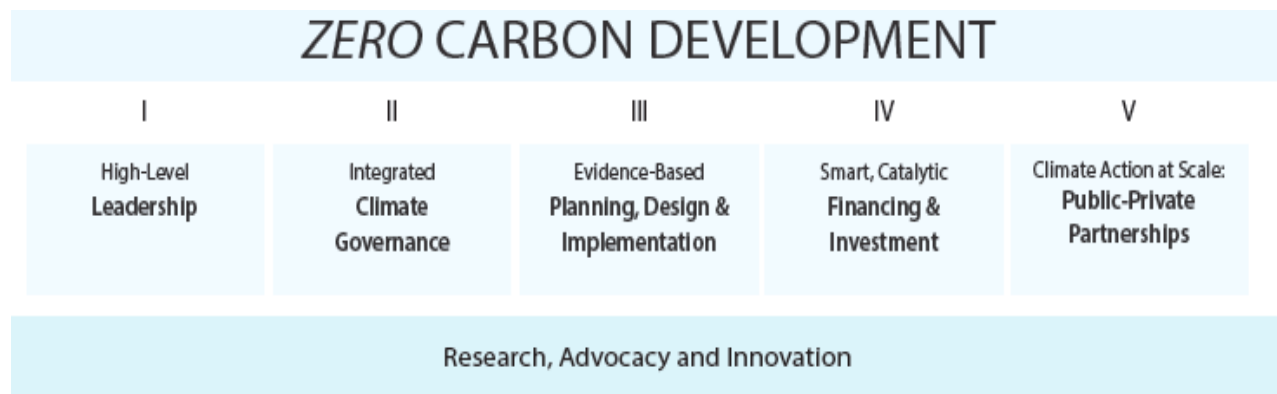 ZERO CARBON DEVELOPMENT
I
High-Level
Leadership
II
Integrated
Climate
Governance
III
Evidence-Based
Planning, Design &
Implementation
IV
Smart, Catalytic
Financing &
Investment
V
Climate Action at Scale:
Public-Private
Partnerships
Research, Advocacy and Innovation